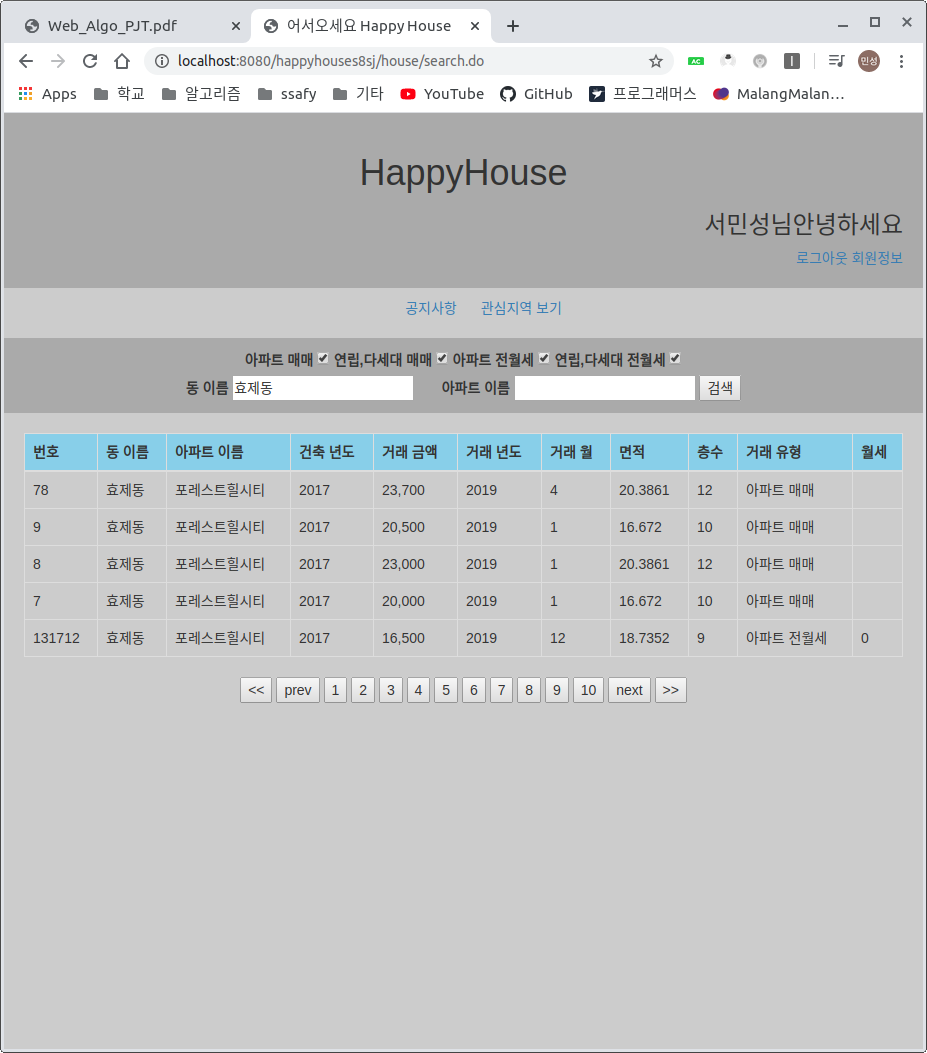 Web_Algo_PJT.pdf
어서오세요 Happy House
localhost:8080/happyhouses8sj/house/search.do
AC
민성
Apps 학교 알고리즘 ssafy 기타 YouTube GitHub 프로그래머스 MalangMalan…
HappyHouse
서민성님안녕하세요
로그아웃 회원정보
공지사항 관심지역 보기
아파트 매매 연립,다세대 매매 아파트 전월세 연립,다세대 전월세
동 이름 효제동 아파트 이름 검색
번호 동 이름 아파트 이름 건축 년도 거래 금액 거래 년도 거래 월 면적 층수 거래 유형 월세
78 효제동 포레스트힐시티 2017 23,700 2019 4 20.3861 12 아파트 매매
9 효제동 포레스트힐시티 2017 20,500 2019 1 16.672 10 아파트 매매
8 효제동 포레스트힐시티 2017 23,000 2019 1 20.3861 12 아파트 매매
7 효제동 포레스트힐시티 2017 20,000 2019 1 16.672 10 아파트 매매
131712 효제동 포레스트힐시티 2017 16,500 2019 12 18.7352 9 아파트 전월세 0
<< prev 1 2 3 4 5 6 7 8 9 10 next >>